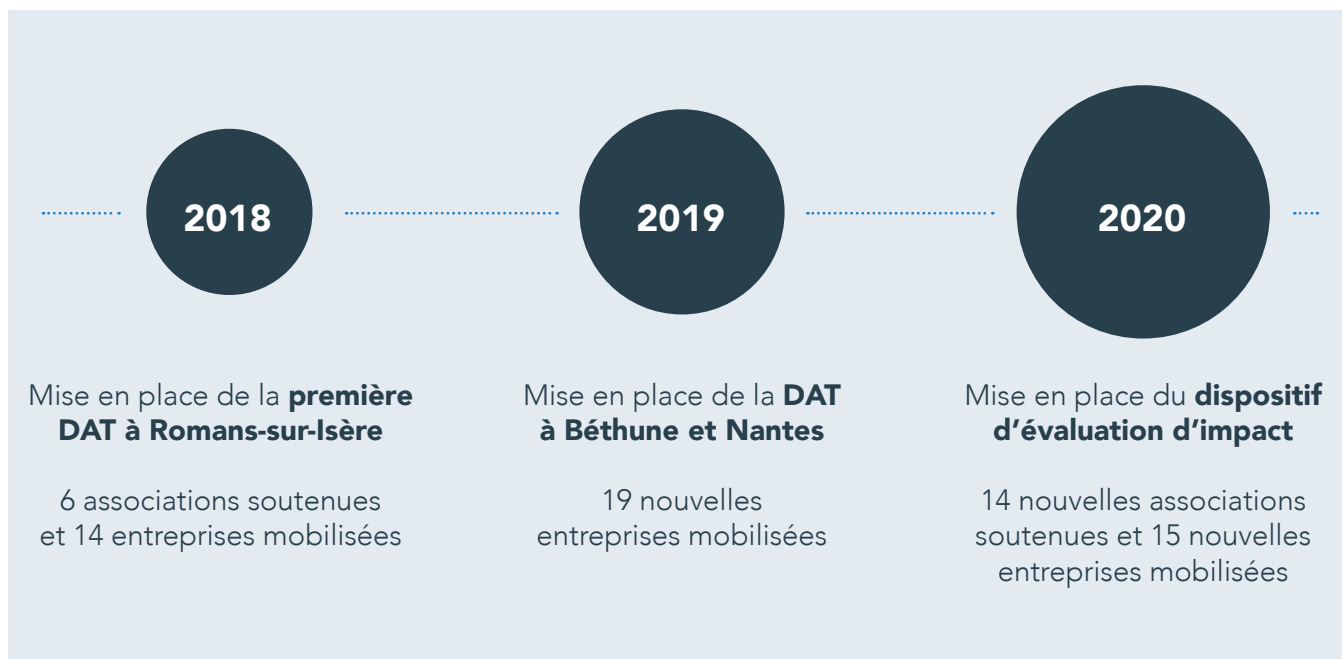 2018
Mise en place de la première
DAT à Romans-sur-Isère
6 associations soutenues
et 14 entreprises mobilisées
2019
Mise en place de la DAT
à Béthune et Nantes
19 nouvelles
entreprises mobilisées
2020
Mise en place du dispositif
d’évaluation d’impact
14 nouvelles associations
soutenues et 15 nouvelles
entreprises mobilisées